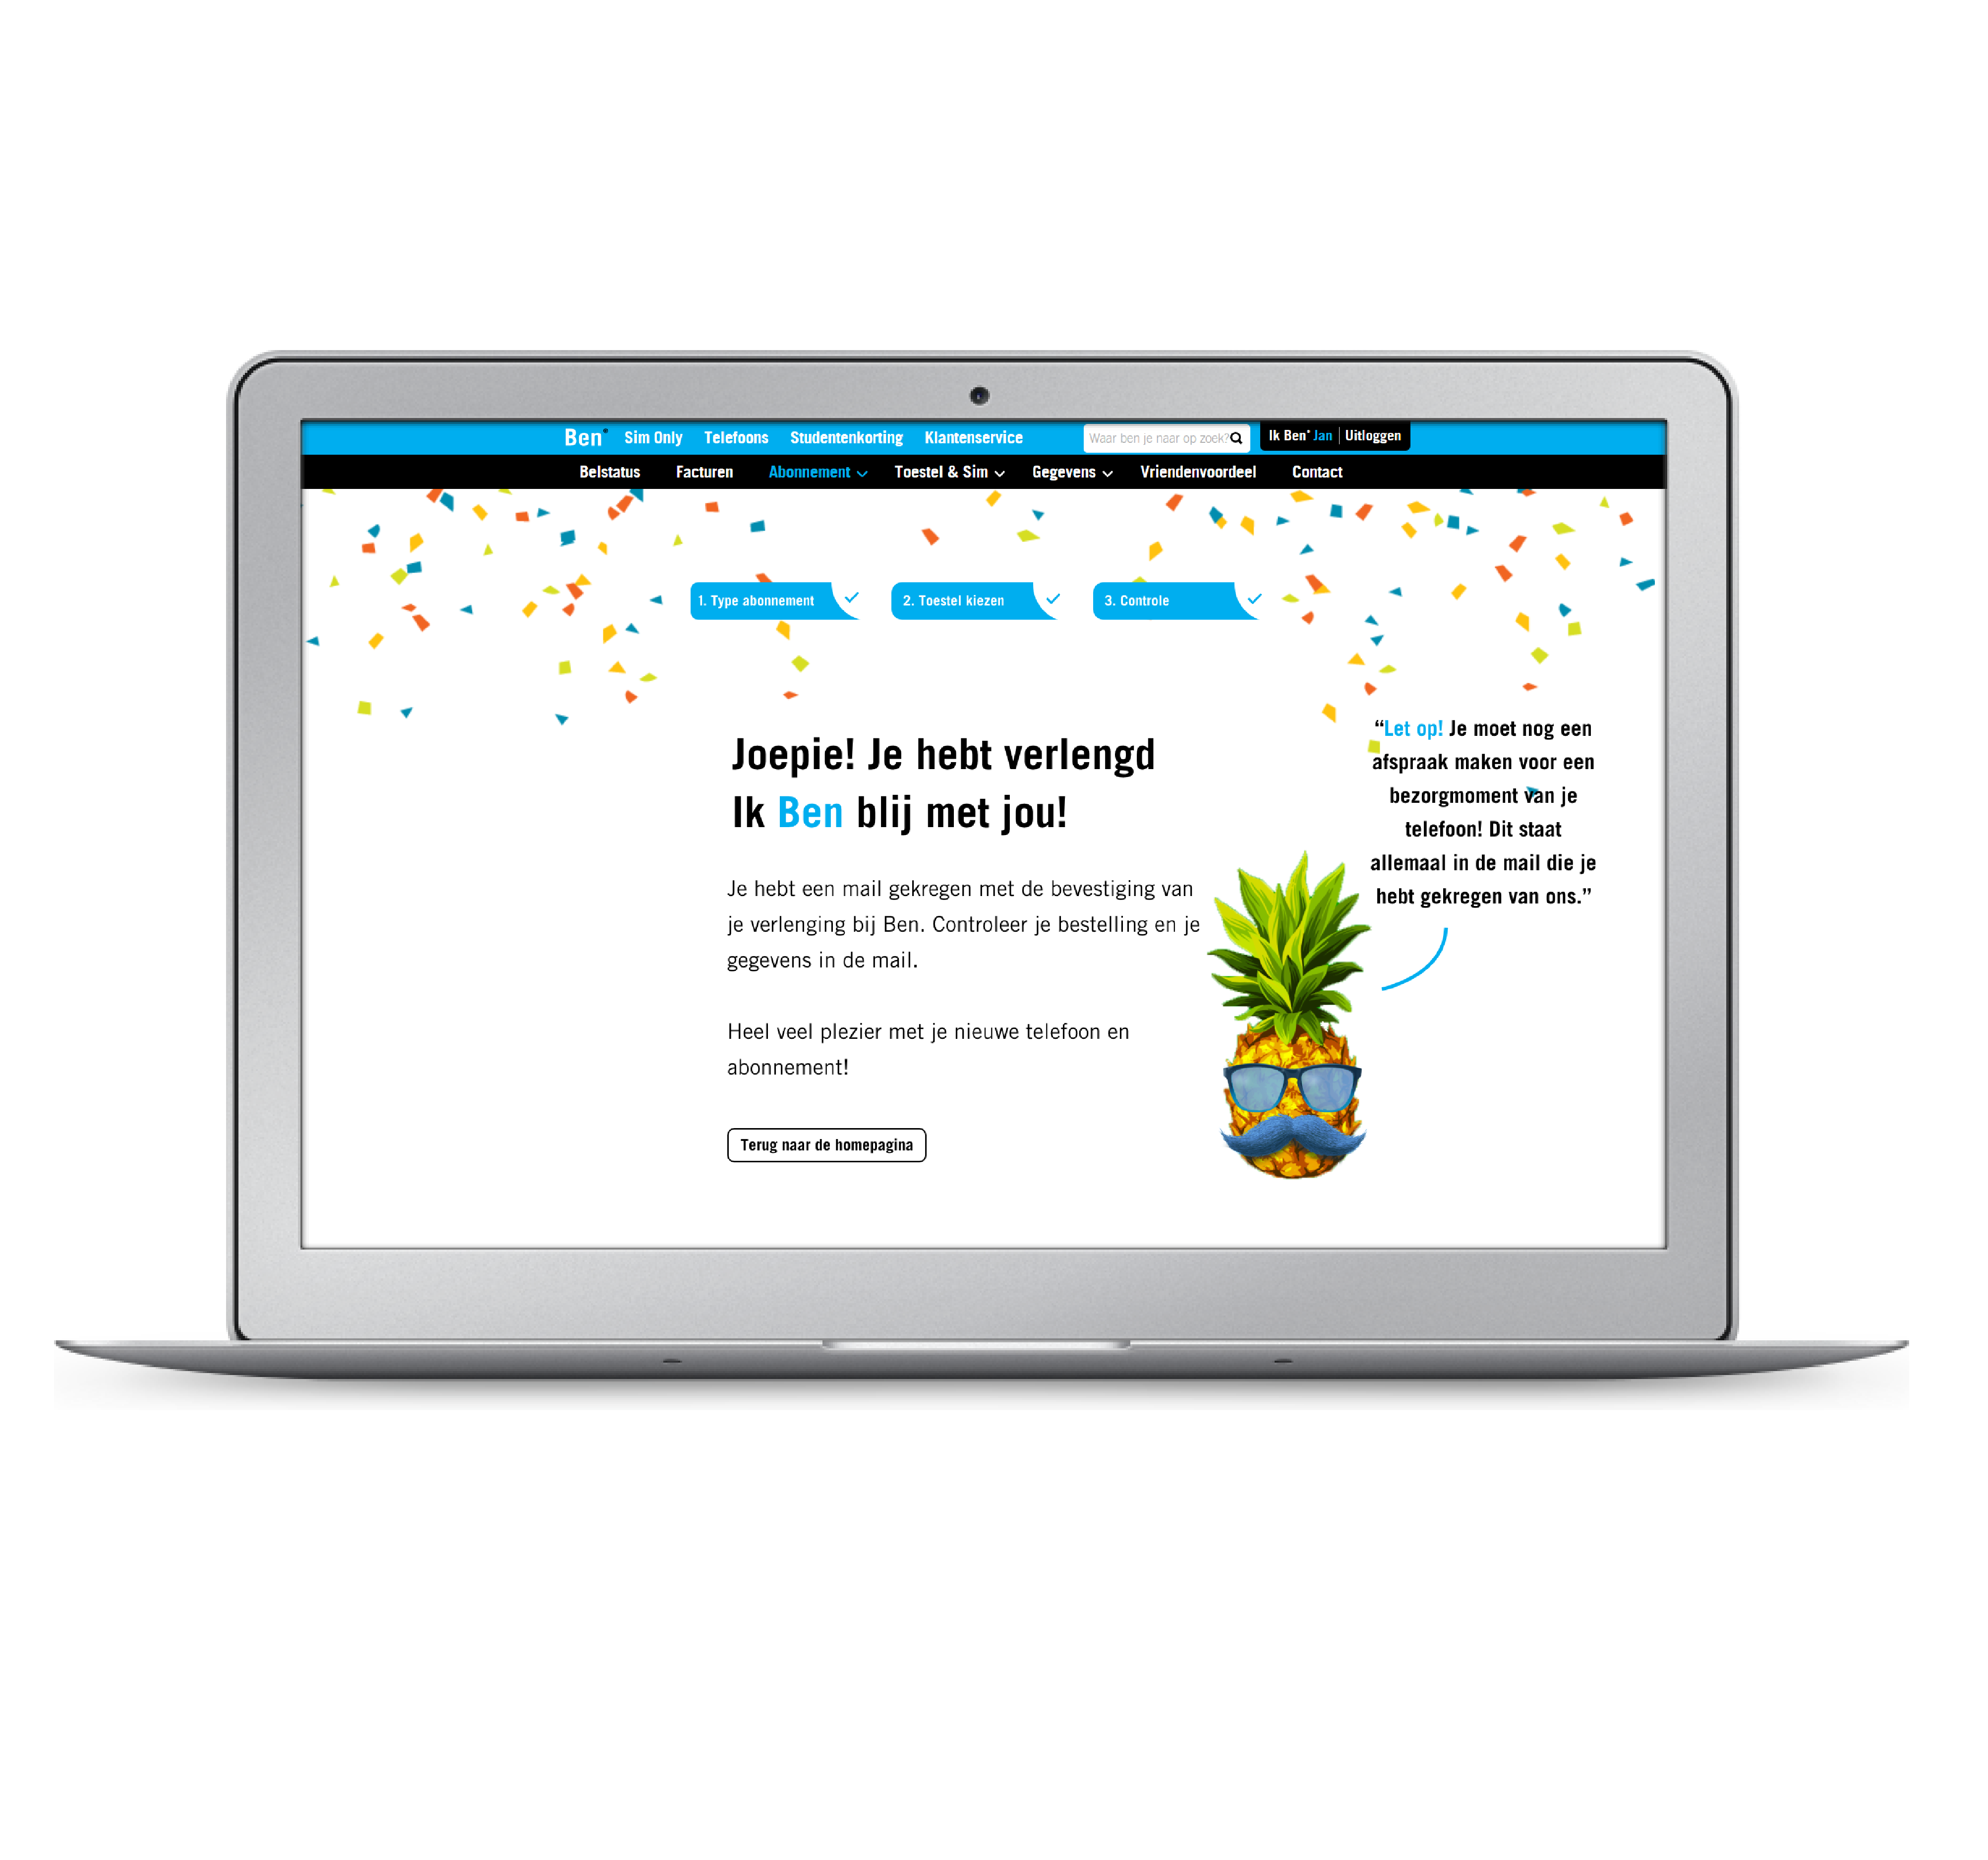 Ben® Sim Only Telefoons Studentenkorting Klantenservice Waar ben je naar op zoek? Ik Ben® Jan Uitloggen
Belstatus Facturen Abonnement Toestel & Sim Gegevens Vriendenvoordeel Contact
1. Type abonnement 2. Toestel kiezen 3. Controle
Joepie! Je hebt verlengd
Ik Ben blij met jou!
Je hebt een mail gekregen met de bevestiging van
je verlenging bij Ben. Controleer je bestelling en je
gegevens in de mail.
Heel veel plezier met je nieuwe telefoon en
abonnement!
Terug naar de homepagina
“Let op! Je moet nog een
afspraak maken voor een
bezorgmoment van je
telefoon! Dit staat
allemaal in de mail die je
hebt gekregen van ons.”